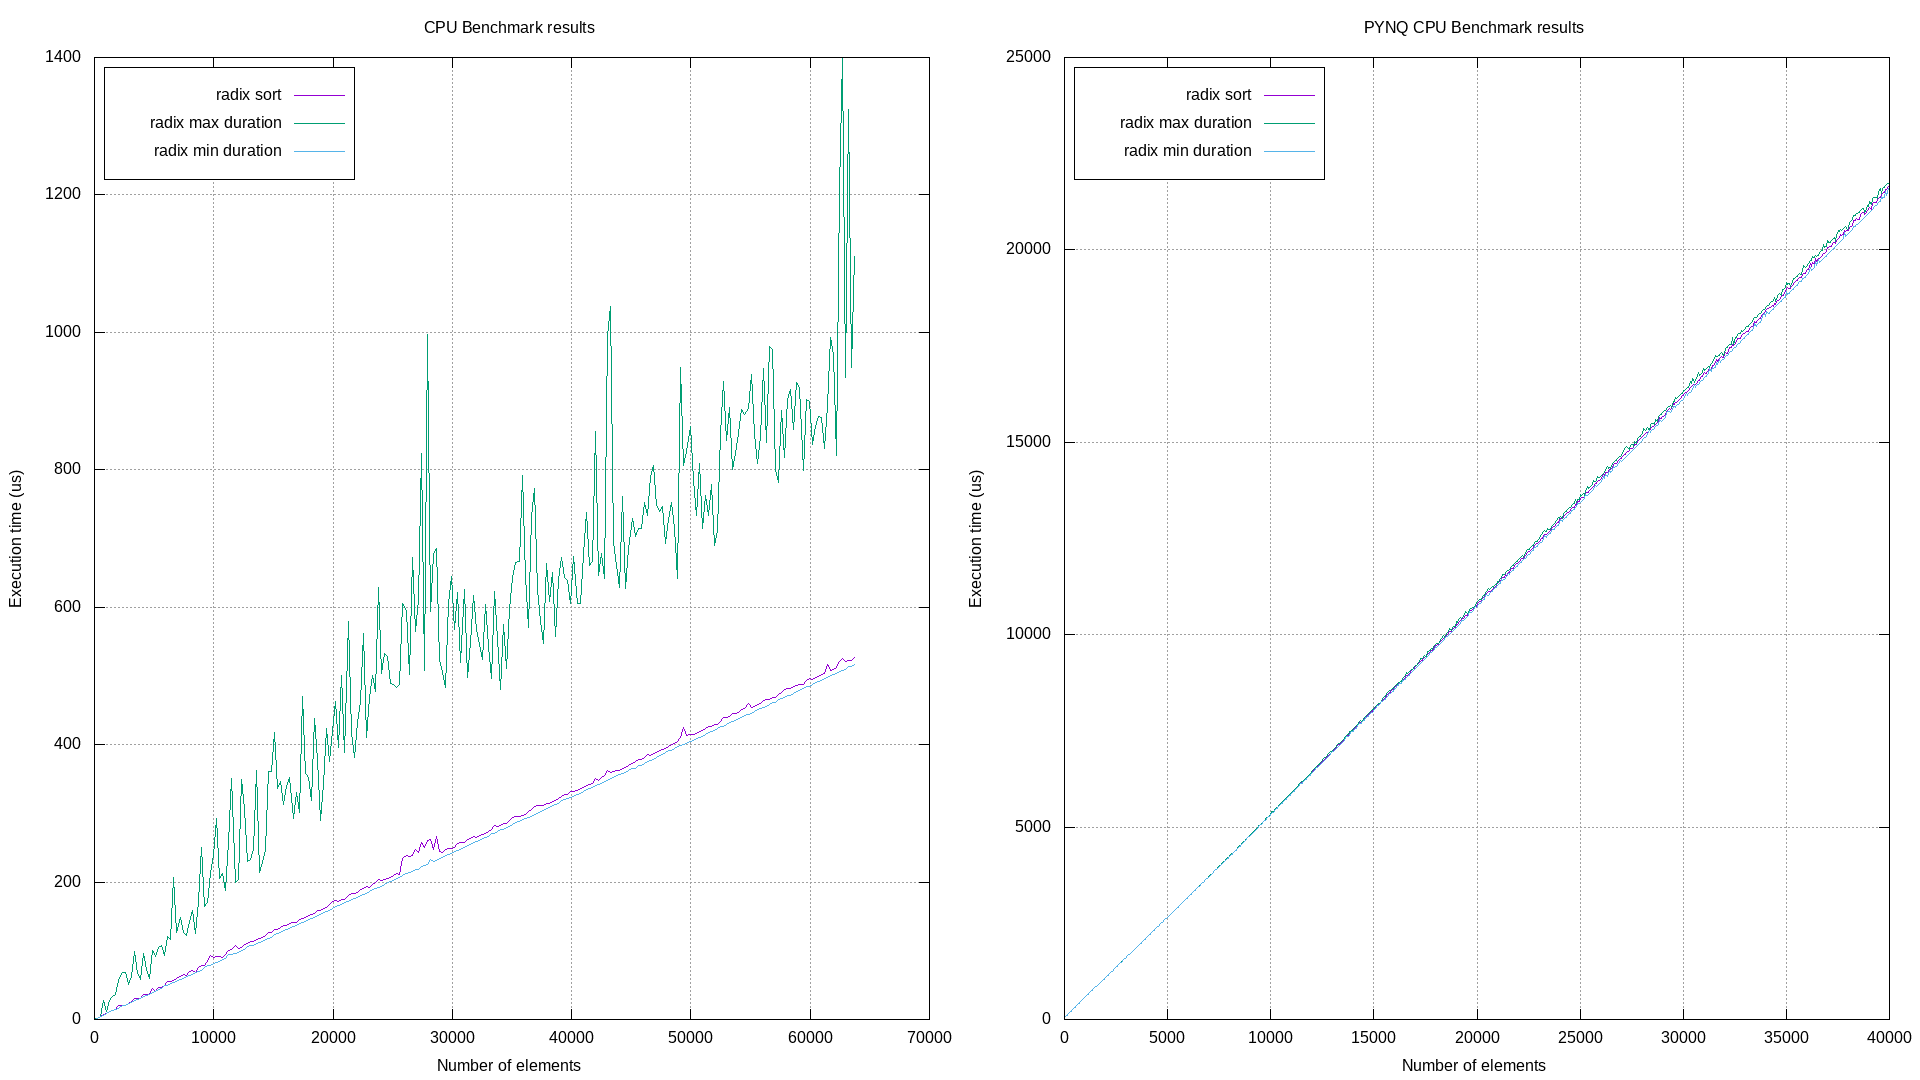 CPU Benchmark results
1400
1200
1000
800
600
400
200
0
Execution time (us)
radix sort
radix max duration
radix min duration
0 10000 20000 30000 40000 50000 60000 70000
Number of elements
PYNQ CPU Benchmark results
25000
20000
15000
10000
5000
0
Execution time (us)
radix sort
radix max duration
radix min duration
0 5000 10000 15000 20000 25000 30000 35000 40000
Number of elements